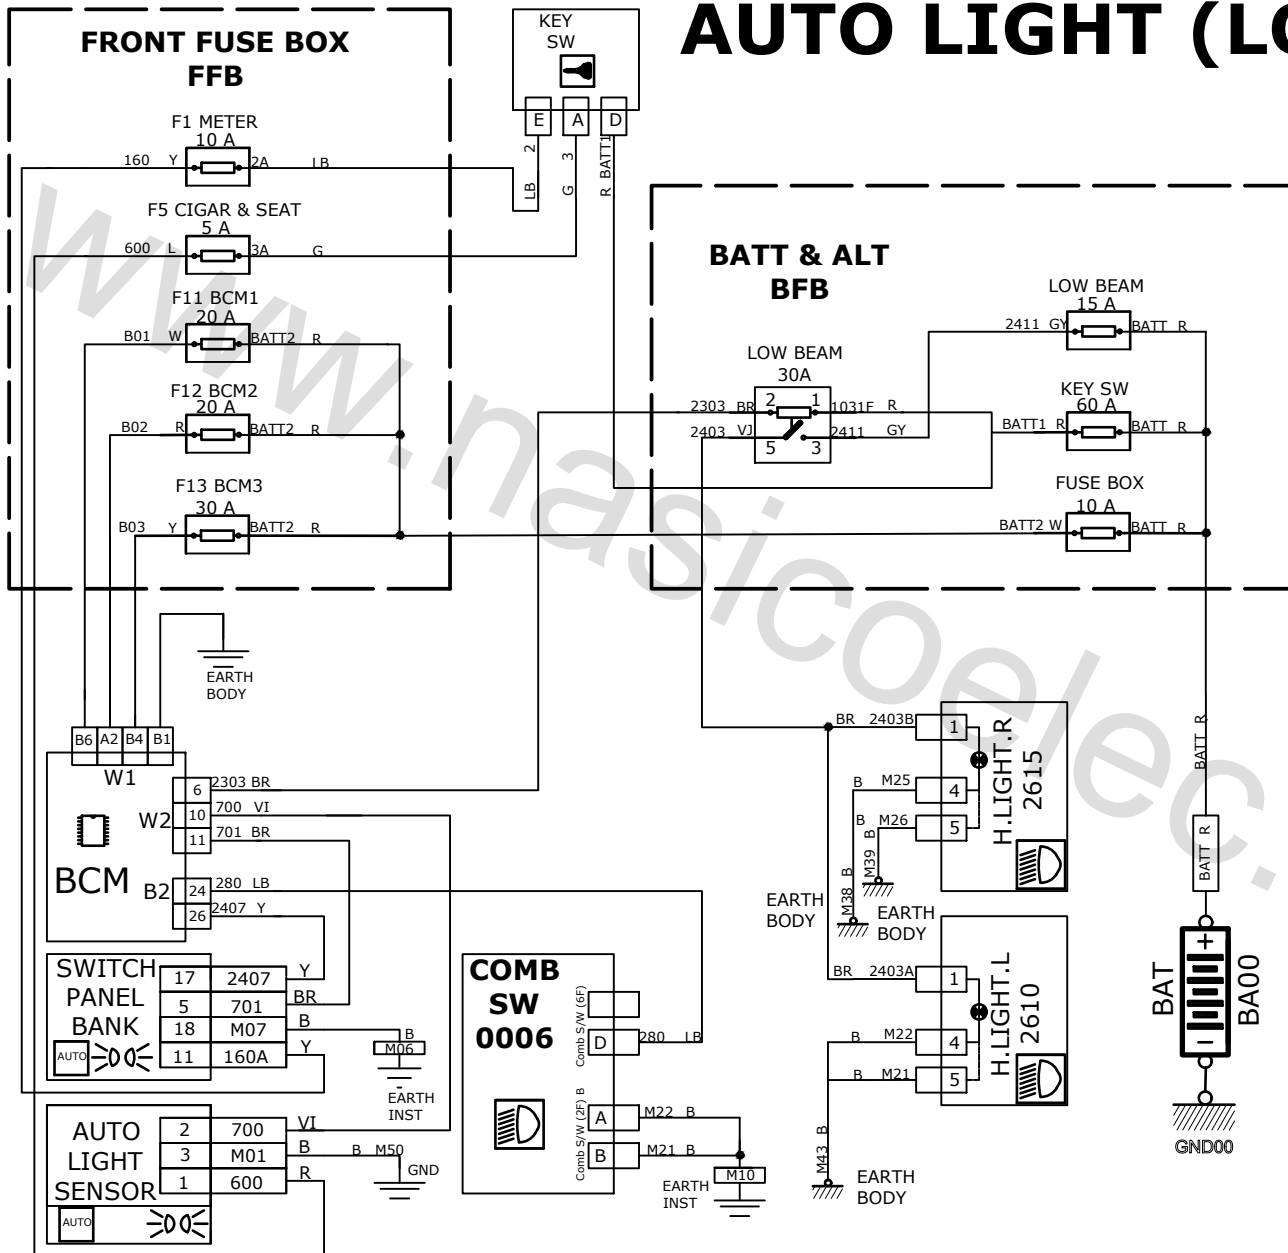 AUTO LIGHT (LO
FRONT FUSE BOX
FFB
KEY
SW
E
A
D
2
3
LB
G
R BATT1
F1 METER
10 A
160 Y
2A
LB
F5 CIGAR & SEAT
5 A
600 L
3A
G
F11 BCM1
20 A
B01 W
BATT2 R
F12 BCM2
20 A
B02 R
BATT2 R
F13 BCM3
30 A
B03 Y
BATT2 R
BATT & ALT
BFB
LOW BEAM
30A
2303 BR
2 1
1031F R
2403 VJ
5 3
2411 GY
LOW BEAM
15 A
2411 GY
BATT R
KEY SW
60 A
BATT1 R
BATT R
FUSE BOX
10 A
BATT2 W
BATT R
www.nasicoelec.
EARTH
BODY
B6 A2 B4 B1
W1
BCM
W2
6
2303 BR
10
700 VI
11
701 BR
B2
24
280 LB
26
2407 Y
SWITCH
PANEL
BANK
AUTO
17 2407 Y
5 701 BR
18 M07 B
11 160A Y
B
M06
EARTH
INST
AUTO
LIGHT
SENSOR
AUTO
2 700 VI
3 M01 B
1 600 R
B M50
GND
COMB
SW
0006
Comb S/W (6F)
D
280 LB
Comb S/W (2F) B
A
M22 B
B
M21 B
M10
EARTH
INST
BR 2403B
1
B M25
4
B M26
5
H.LIGHT.R
2615
M38 B
M39 B
EARTH
BODY
EARTH
BODY
BR 2403A
1
B M22
4
B M21
5
H.LIGHT.L
2610
M43 B
EARTH
BODY
BATT R
BATT R
+
-
BAT
BA00
GND00